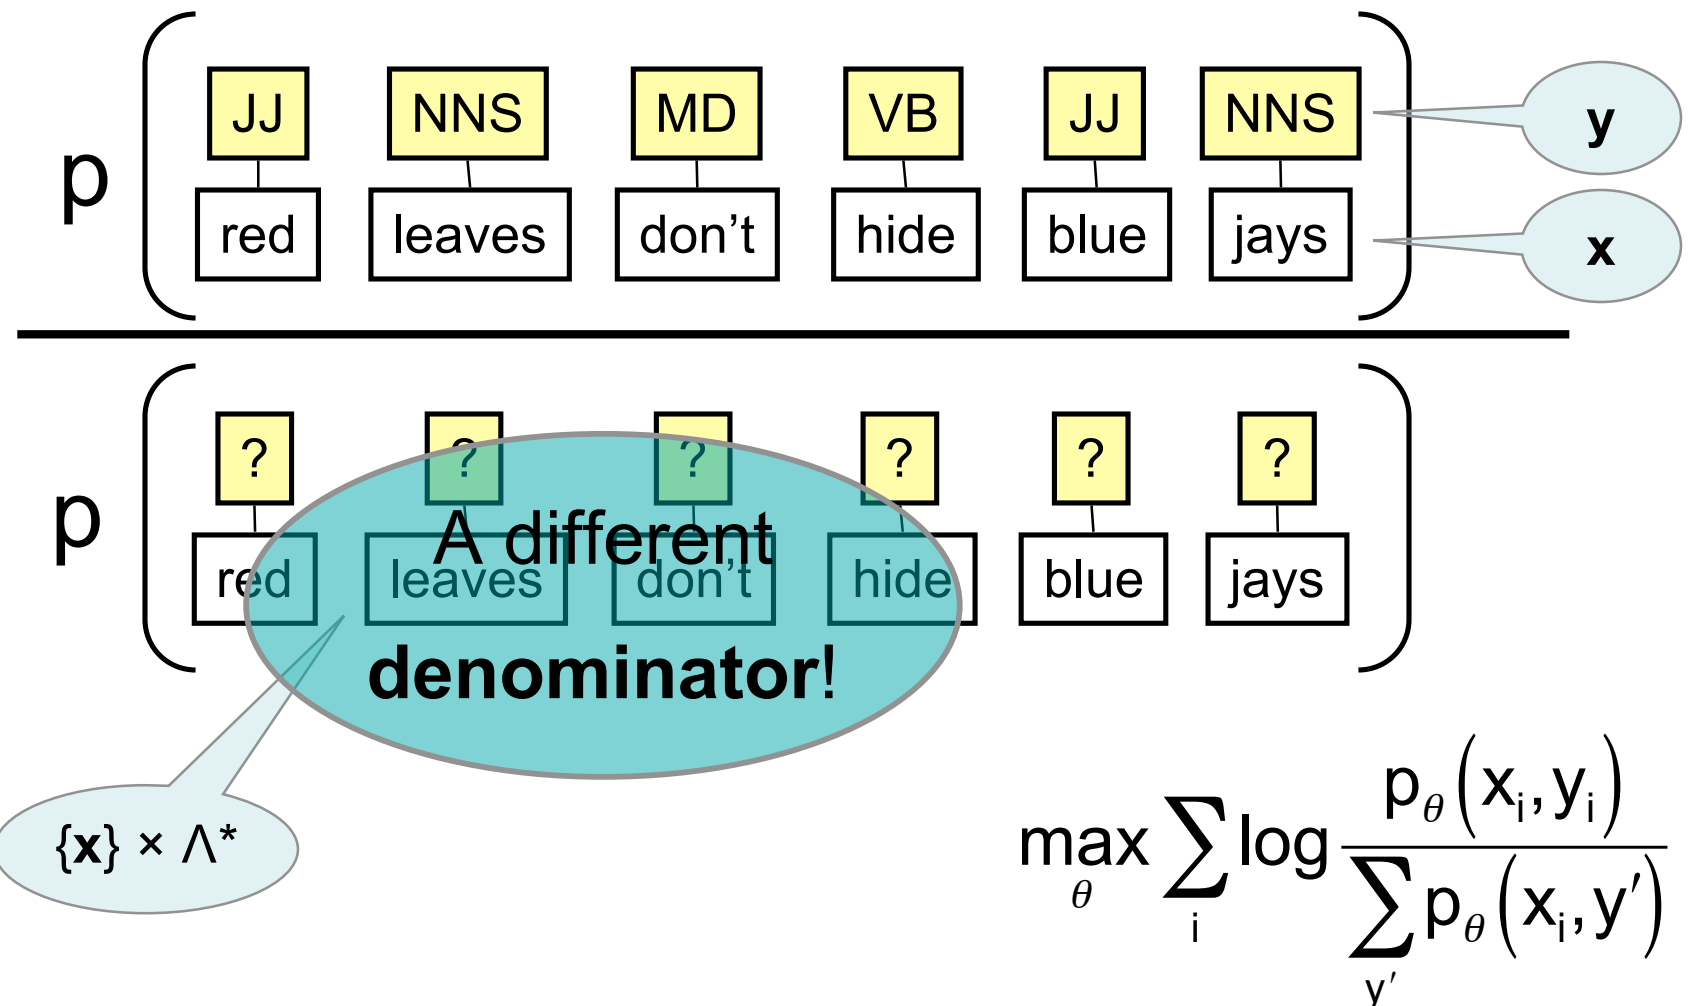 JJ NNS MD VB JJ NNS y
p
red leaves don't hide blue jays x
? ? ? ? ? ?
p
A different
red leaves don't hide blue jays
denominator!
{x} × Λ*
max θ ∑ i log pθ(xi,yi) / ∑ y′ pθ(xi,y′)